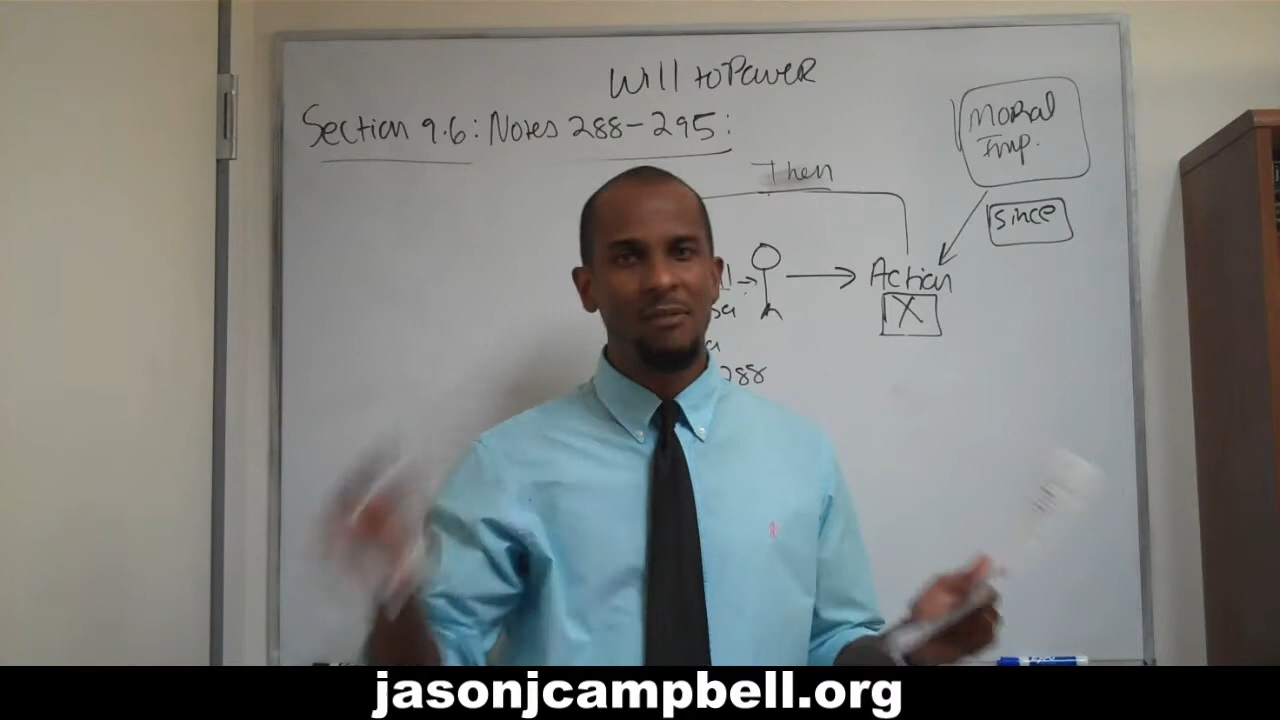 Will to Power
Section 9.6: Notes 288-295:
Moral
Imp.
Then
Since
Action
X
288
jasonjcampbell.org